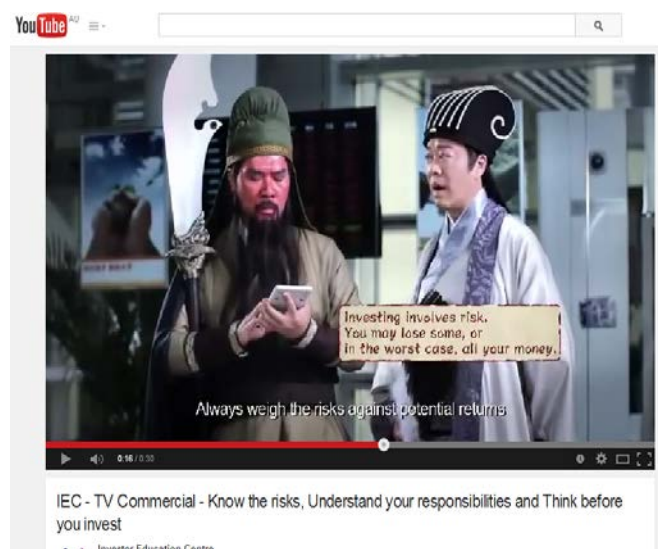 YouTube AU
Investing involves risk.
You may lose some, or
in the worst case, all your money.
Always weigh the risks against potential returns
0:16 / 0:30
IEC - TV Commercial - Know the risks, Understand your responsibilities and Think before
you invest
Investor Education Centre